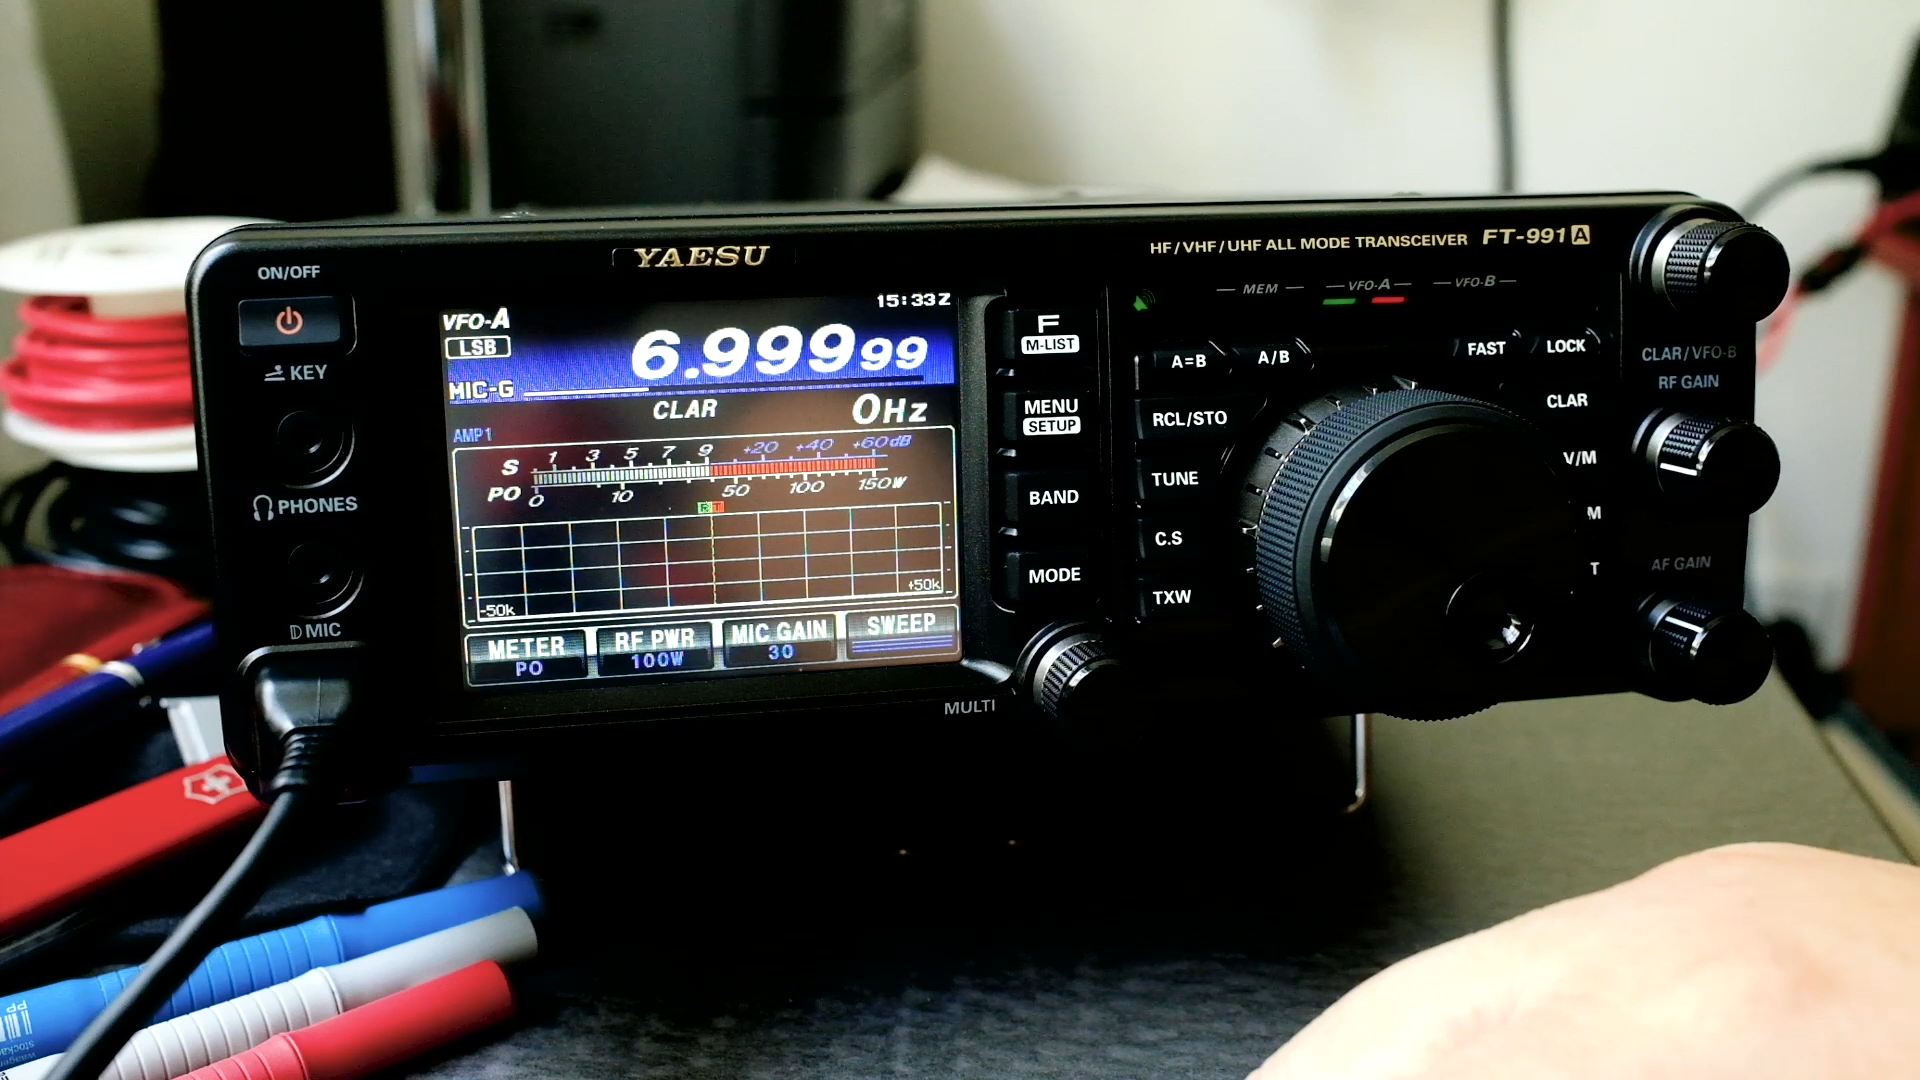 YAESU
HF/VHF/UHF ALL MODE TRANSCEIVER FT-991A
ON/OFF
KEY
PHONES
MIC
VFO-A
15:33Z
LSB
6.99999
MIC-G
CLAR 0Hz
AMP1
S 1 3 5 7 9 +20 +40 +60dB
PO 0 10 50 100 150W
-50k +50k
METER RF PWR MIC GAIN SWEEP
PO 100W 30
F
M-LIST
MENU
SETUP
BAND
MODE
MULTI
MEM VFO-A VFO-B
A=B A/B
FAST LOCK
RCL/STO
TUNE
C.S
TXW
CLAR
V/M
M
T
CLAR/VFO-B
RF GAIN
AF GAIN